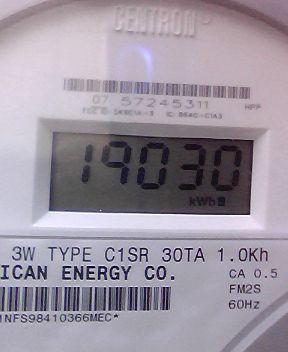 CENTRON
07 57245311
19030
kWh
3W TYPE C1SR 30TA 1.0Kh
ICAN ENERGY CO.
CA 0.5
FM2S
60Hz
1NFS98410366MEC*